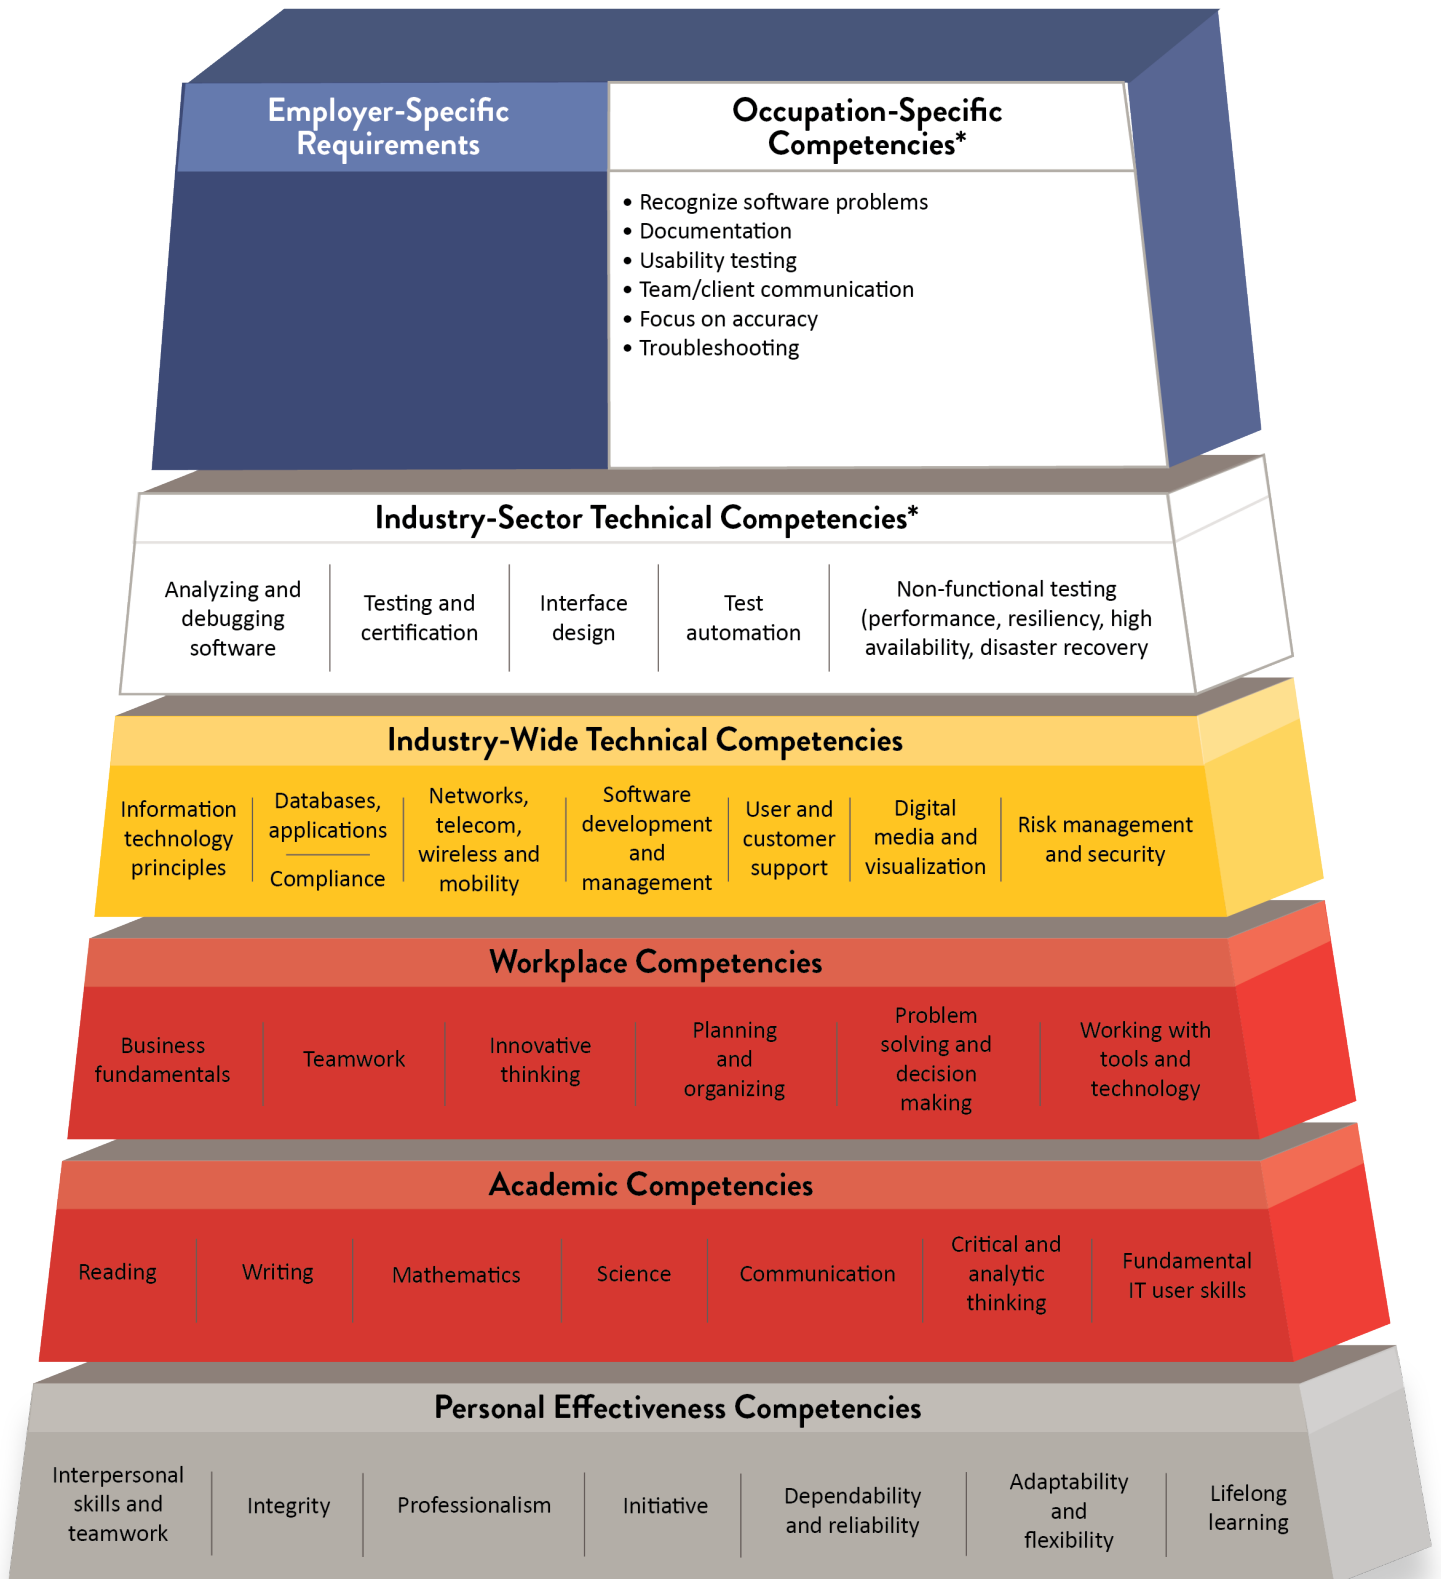 Employer-Specific
Requirements
Occupation-Specific
Competencies*
• Recognize software problems
• Documentation
• Usability testing
• Team/client communication
• Focus on accuracy
• Troubleshooting
Industry-Sector Technical Competencies*
Analyzing and
debugging
software
Testing and
certification
Interface
design
Test
automation
Non-functional testing
(performance, resiliency, high
availability, disaster recovery
Industry-Wide Technical Competencies
Information
technology
principles
Databases,
applications
Compliance
Networks,
telecom,
wireless and
mobility
Software
development
and
management
User and
customer
support
Digital
media and
visualization
Risk management
and security
Workplace Competencies
Business
fundamentals
Teamwork
Innovative
thinking
Planning
and
organizing
Problem
solving and
decision
making
Working with
tools and
technology
Academic Competencies
Reading
Writing
Mathematics
Science
Communication
Critical and
analytic
thinking
Fundamental
IT user skills
Personal Effectiveness Competencies
Interpersonal
skills and
teamwork
Integrity
Professionalism
Initiative
Dependability
and reliability
Adaptability
and
flexibility
Lifelong
learning